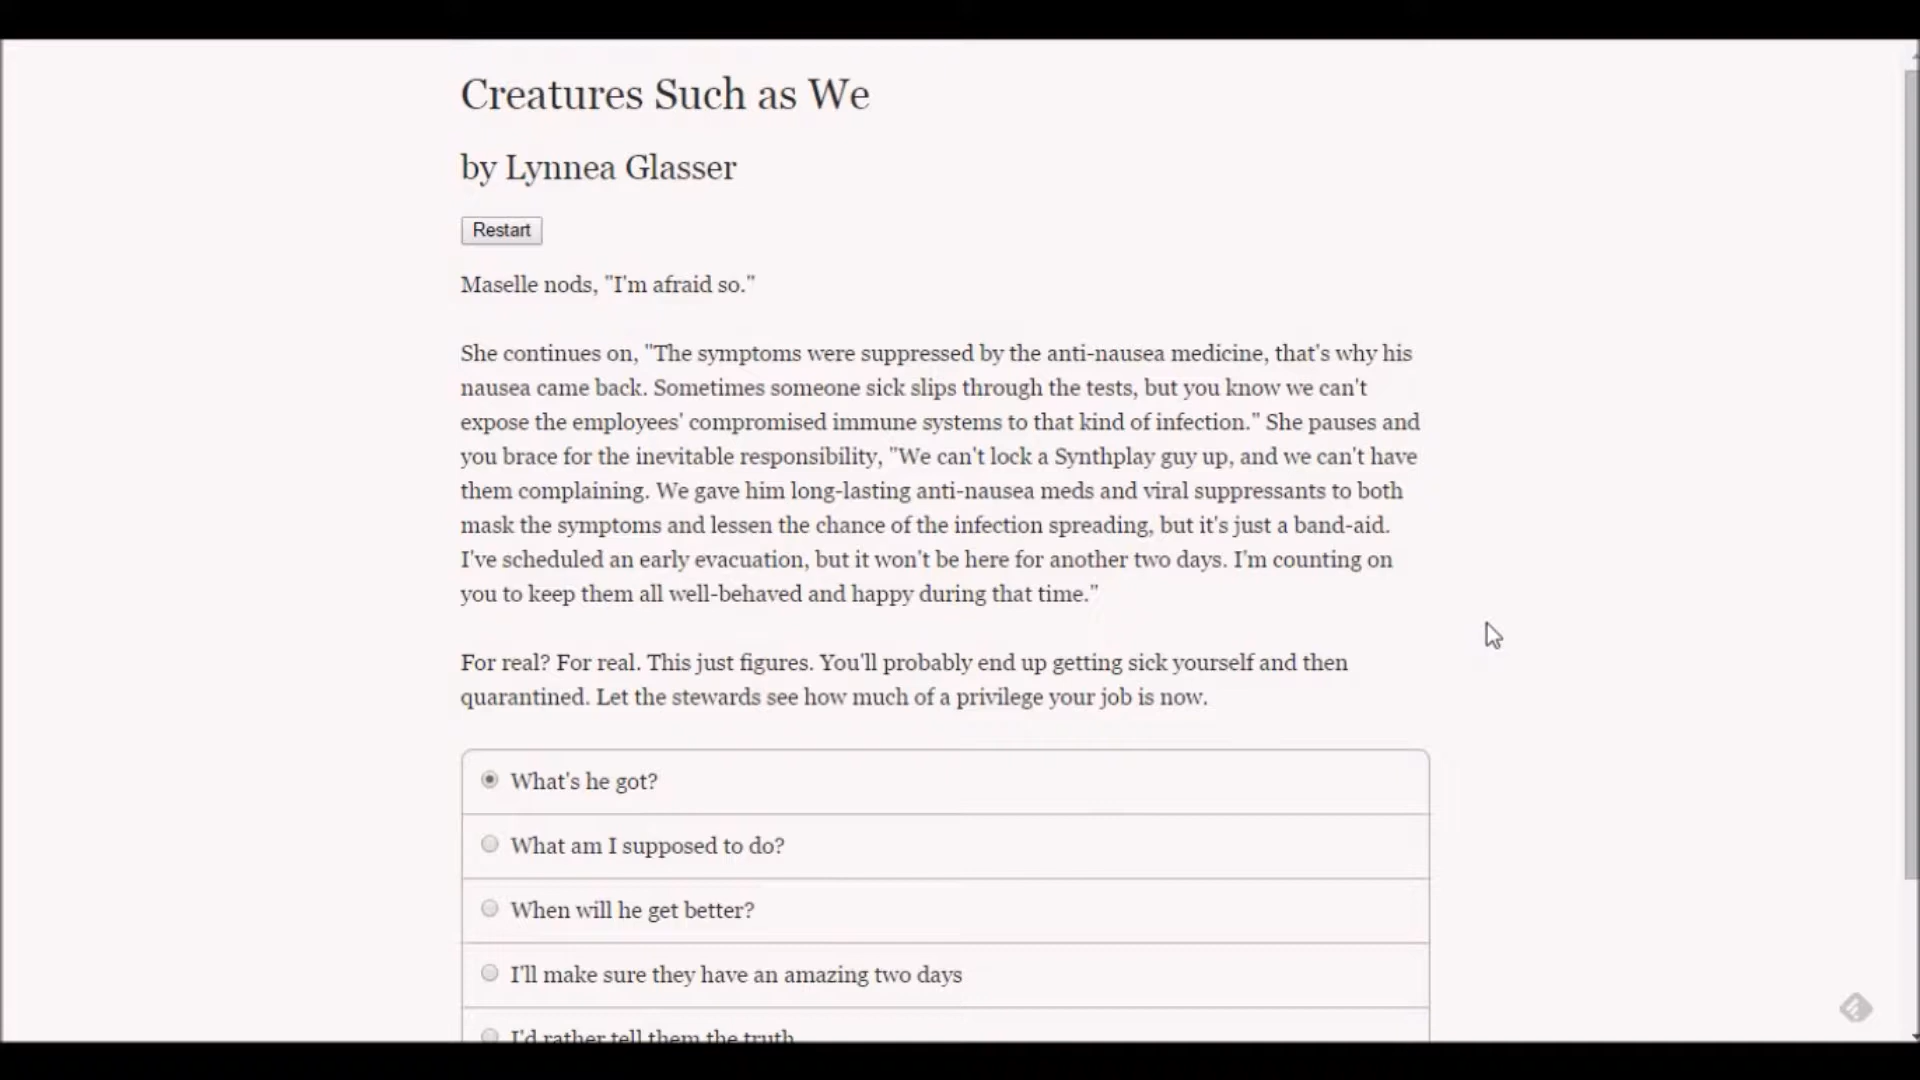 Creatures Such as We
by Lynnea Glasser
Restart
Maselle nods, "I'm afraid so."
She continues on, "The symptoms were suppressed by the anti-nausea medicine, that's why his
nausea came back. Sometimes someone sick slips through the tests, but you know we can't
expose the employees' compromised immune systems to that kind of infection." She pauses and
you brace for the inevitable responsibility, "We can't lock a Synthplay guy up, and we can't have
them complaining. We gave him long-lasting anti-nausea meds and viral suppressants to both
mask the symptoms and lessen the chance of the infection spreading, but it's just a band-aid.
I've scheduled an early evacuation, but it won't be here for another two days. I'm counting on
you to keep them all well-behaved and happy during that time."
For real? For real. This just figures. You'll probably end up getting sick yourself and then
quarantined. Let the stewards see how much of a privilege your job is now.
What's he got?
What am I supposed to do?
When will he get better?
I'll make sure they have an amazing two days
I'd rather tell them the truth